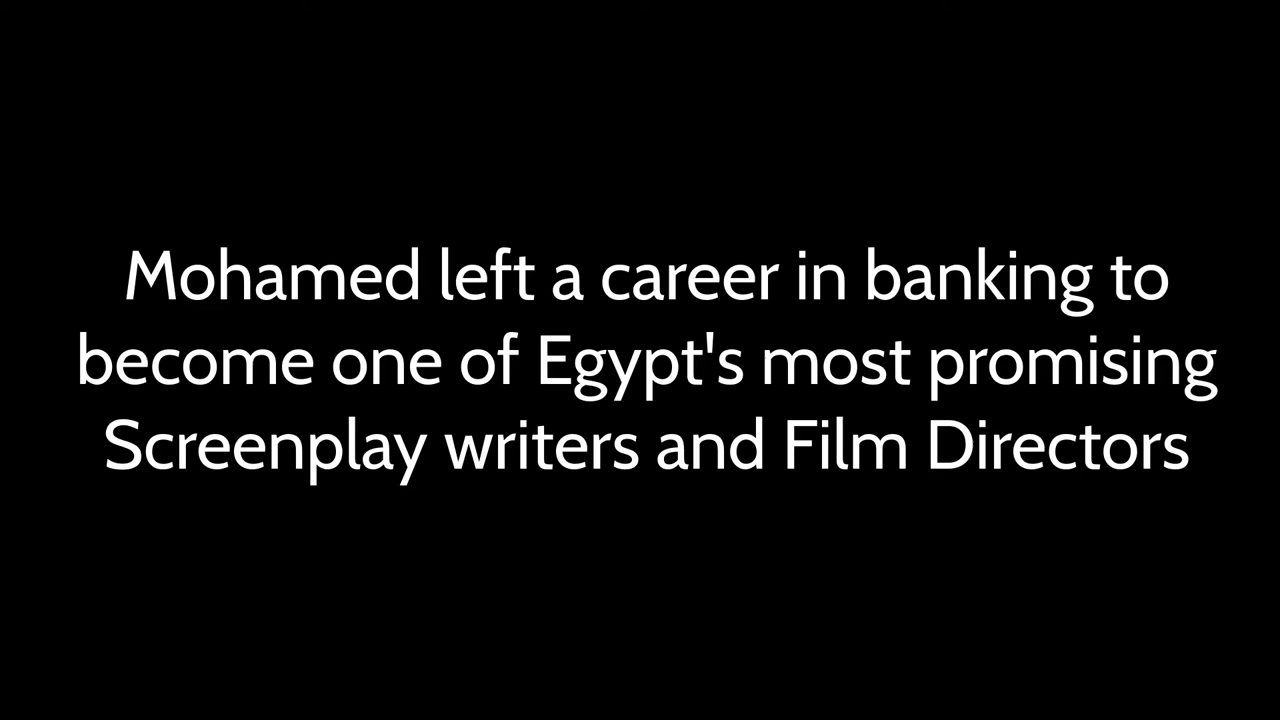 Mohamed left a career in banking to
become one of Egypt's most promising
Screenplay writers and Film Directors